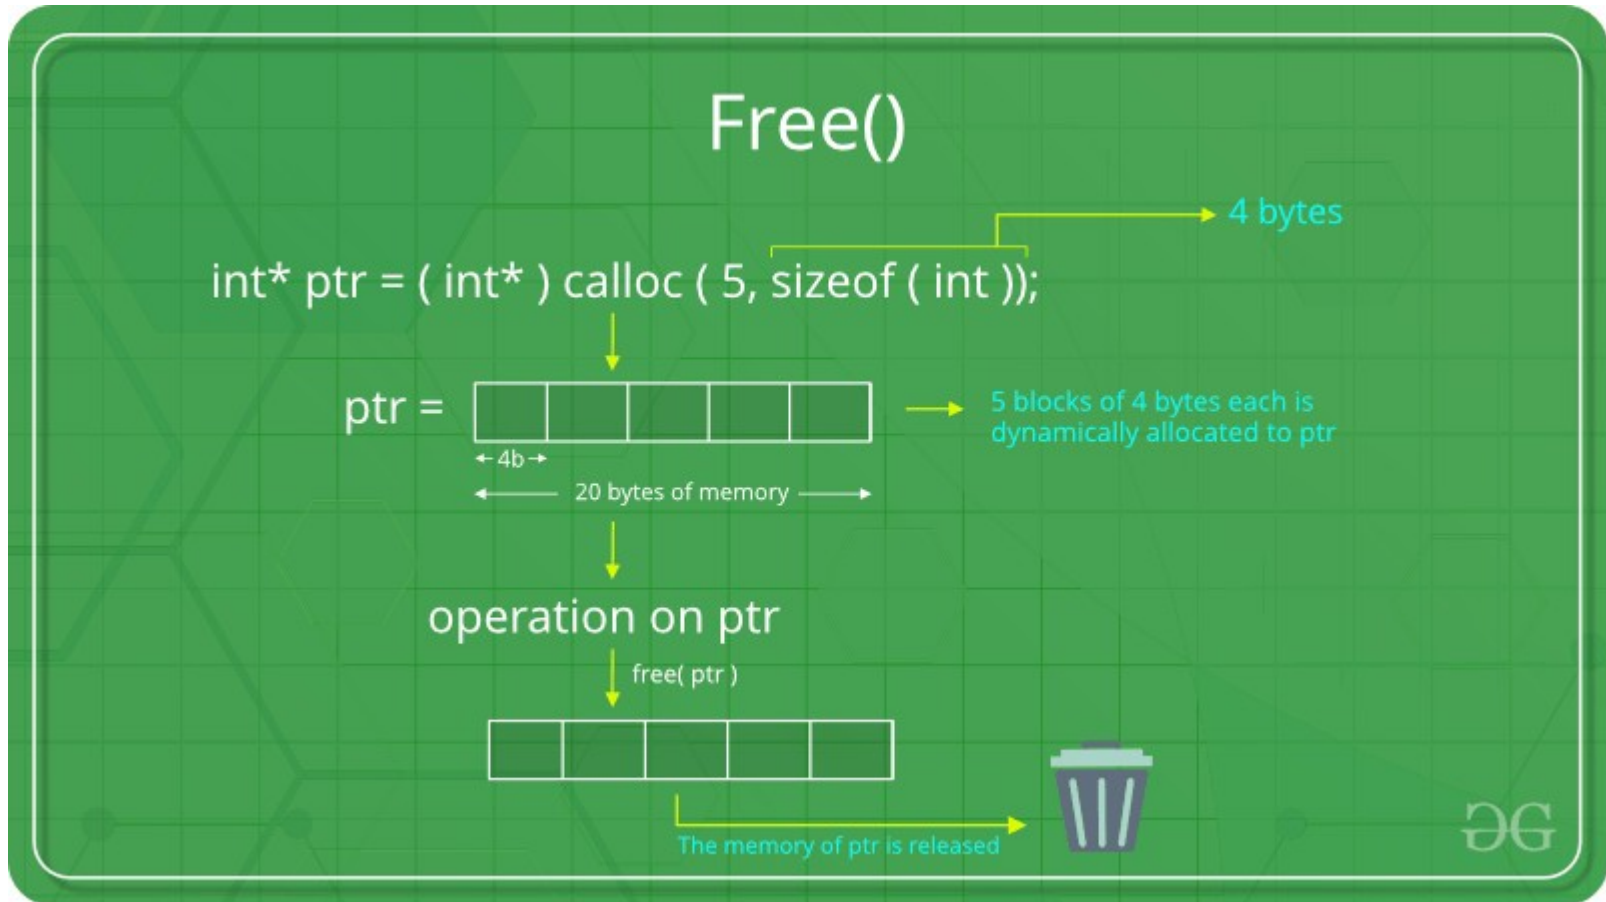 Free()
4 bytes
int* ptr = ( int* ) calloc ( 5, sizeof ( int ));
ptr =
5 blocks of 4 bytes each is
dynamically allocated to ptr
4b
20 bytes of memory
operation on ptr
free( ptr )
The memory of ptr is released